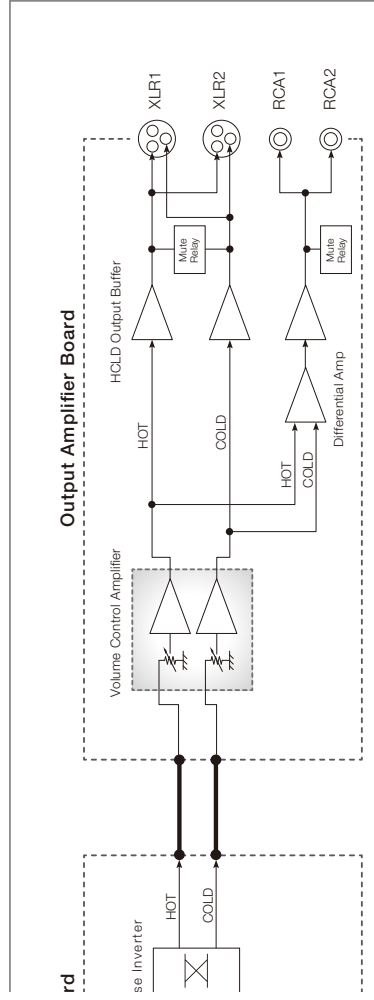 Output Amplifier Board
XLR1
XLR2
RCA1
RCA2
HCLD Output Buffer
Mute
Relay
Mute
Relay
HOT
COLD
HOT
COLD
Differential Amp
Volume Control Amplifier
HOT
COLD
se Inverter
rd